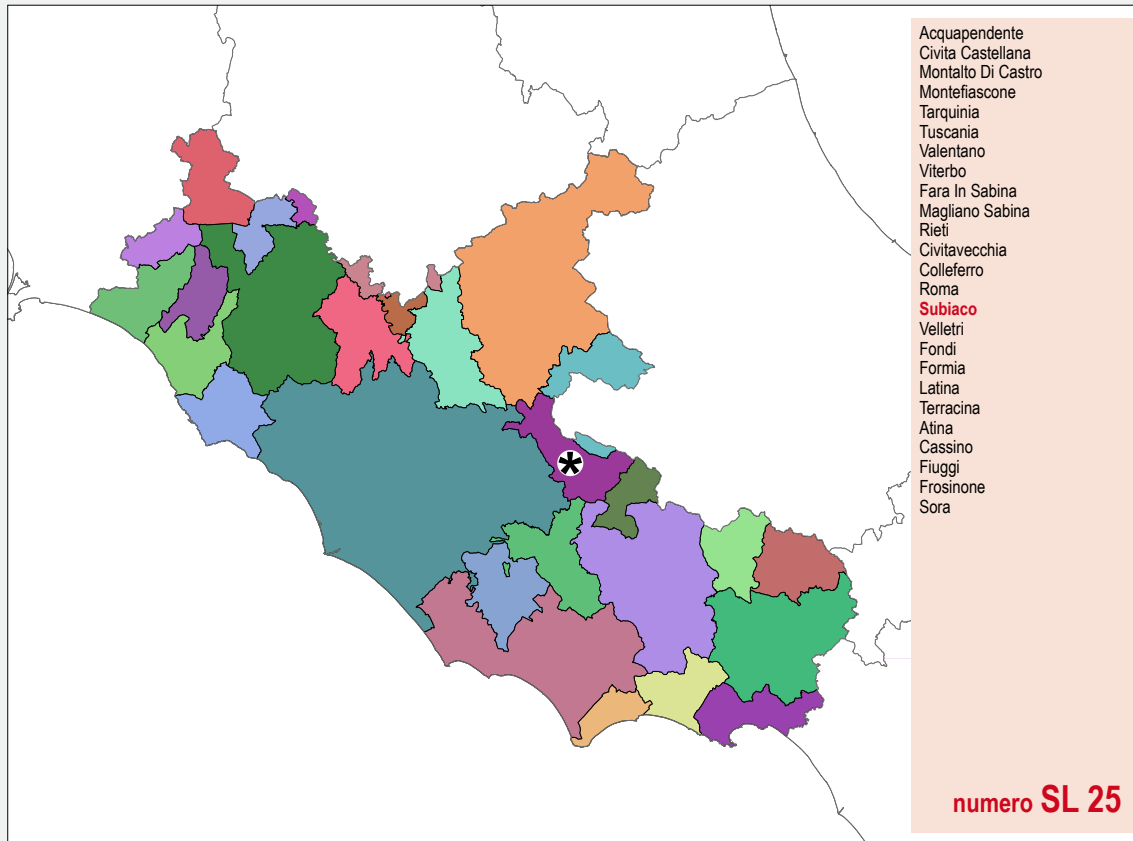 Acquapendente
Civita Castellana
Montalto Di Castro
Montefiascone
Tarquinia
Tuscania
Valentano
Viterbo
Fara In Sabina
Magliano Sabina
Rieti
Civitavecchia
Colleferro
Roma
Subiaco
Velletri
Fondi
Formia
Latina
Terracina
Atina
Cassino
Fiuggi
Frosinone
Sora
numero SL 25